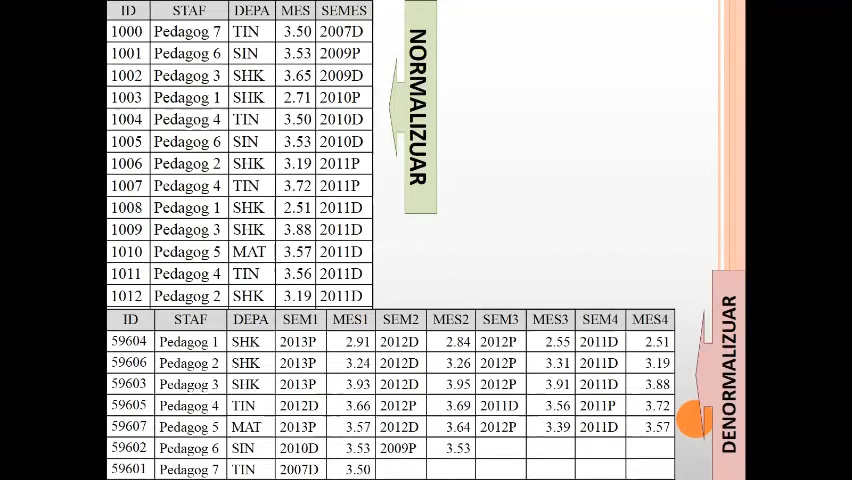 ID STAF DEPA MES SEMES
1000 Pedagog 7 TIN 3.50 2007D
1001 Pedagog 6 SIN 3.53 2009P
1002 Pedagog 3 SHK 3.65 2009D
1003 Pedagog 1 SHK 2.71 2010P
1004 Pedagog 4 TIN 3.50 2010D
1005 Pedagog 6 SIN 3.53 2010D
1006 Pedagog 2 SHK 3.19 2011P
1007 Pedagog 4 TIN 3.72 2011P
1008 Pedagog 1 SHK 2.51 2011D
1009 Pedagog 3 SHK 3.88 2011D
1010 Pedagog 5 MAT 3.57 2011D
1011 Pedagog 4 TIN 3.56 2011D
1012 Pedagog 2 SHK 3.19 2011D
NORMALIZUAR
ID STAF DEPA SEM1 MES1 SEM2 MES2 SEM3 MES3 SEM4 MES4
59604 Pedagog 1 SHK 2013P 2.91 2012D 2.84 2012P 2.55 2011D 2.51
59606 Pedagog 2 SHK 2013P 3.24 2012D 3.26 2012P 3.31 2011D 3.19
59603 Pedagog 3 SHK 2013P 3.93 2012D 3.95 2012P 3.91 2011D 3.88
59605 Pedagog 4 TIN 2012D 3.66 2012P 3.69 2011D 3.56 2011P 3.72
59607 Pedagog 5 MAT 2013P 3.57 2012D 3.64 2012P 3.39 2011D 3.57
59602 Pedagog 6 SIN 2010D 3.53 2009P 3.53
59601 Pedagog 7 TIN 2007D 3.50
DENORMALIZUAR